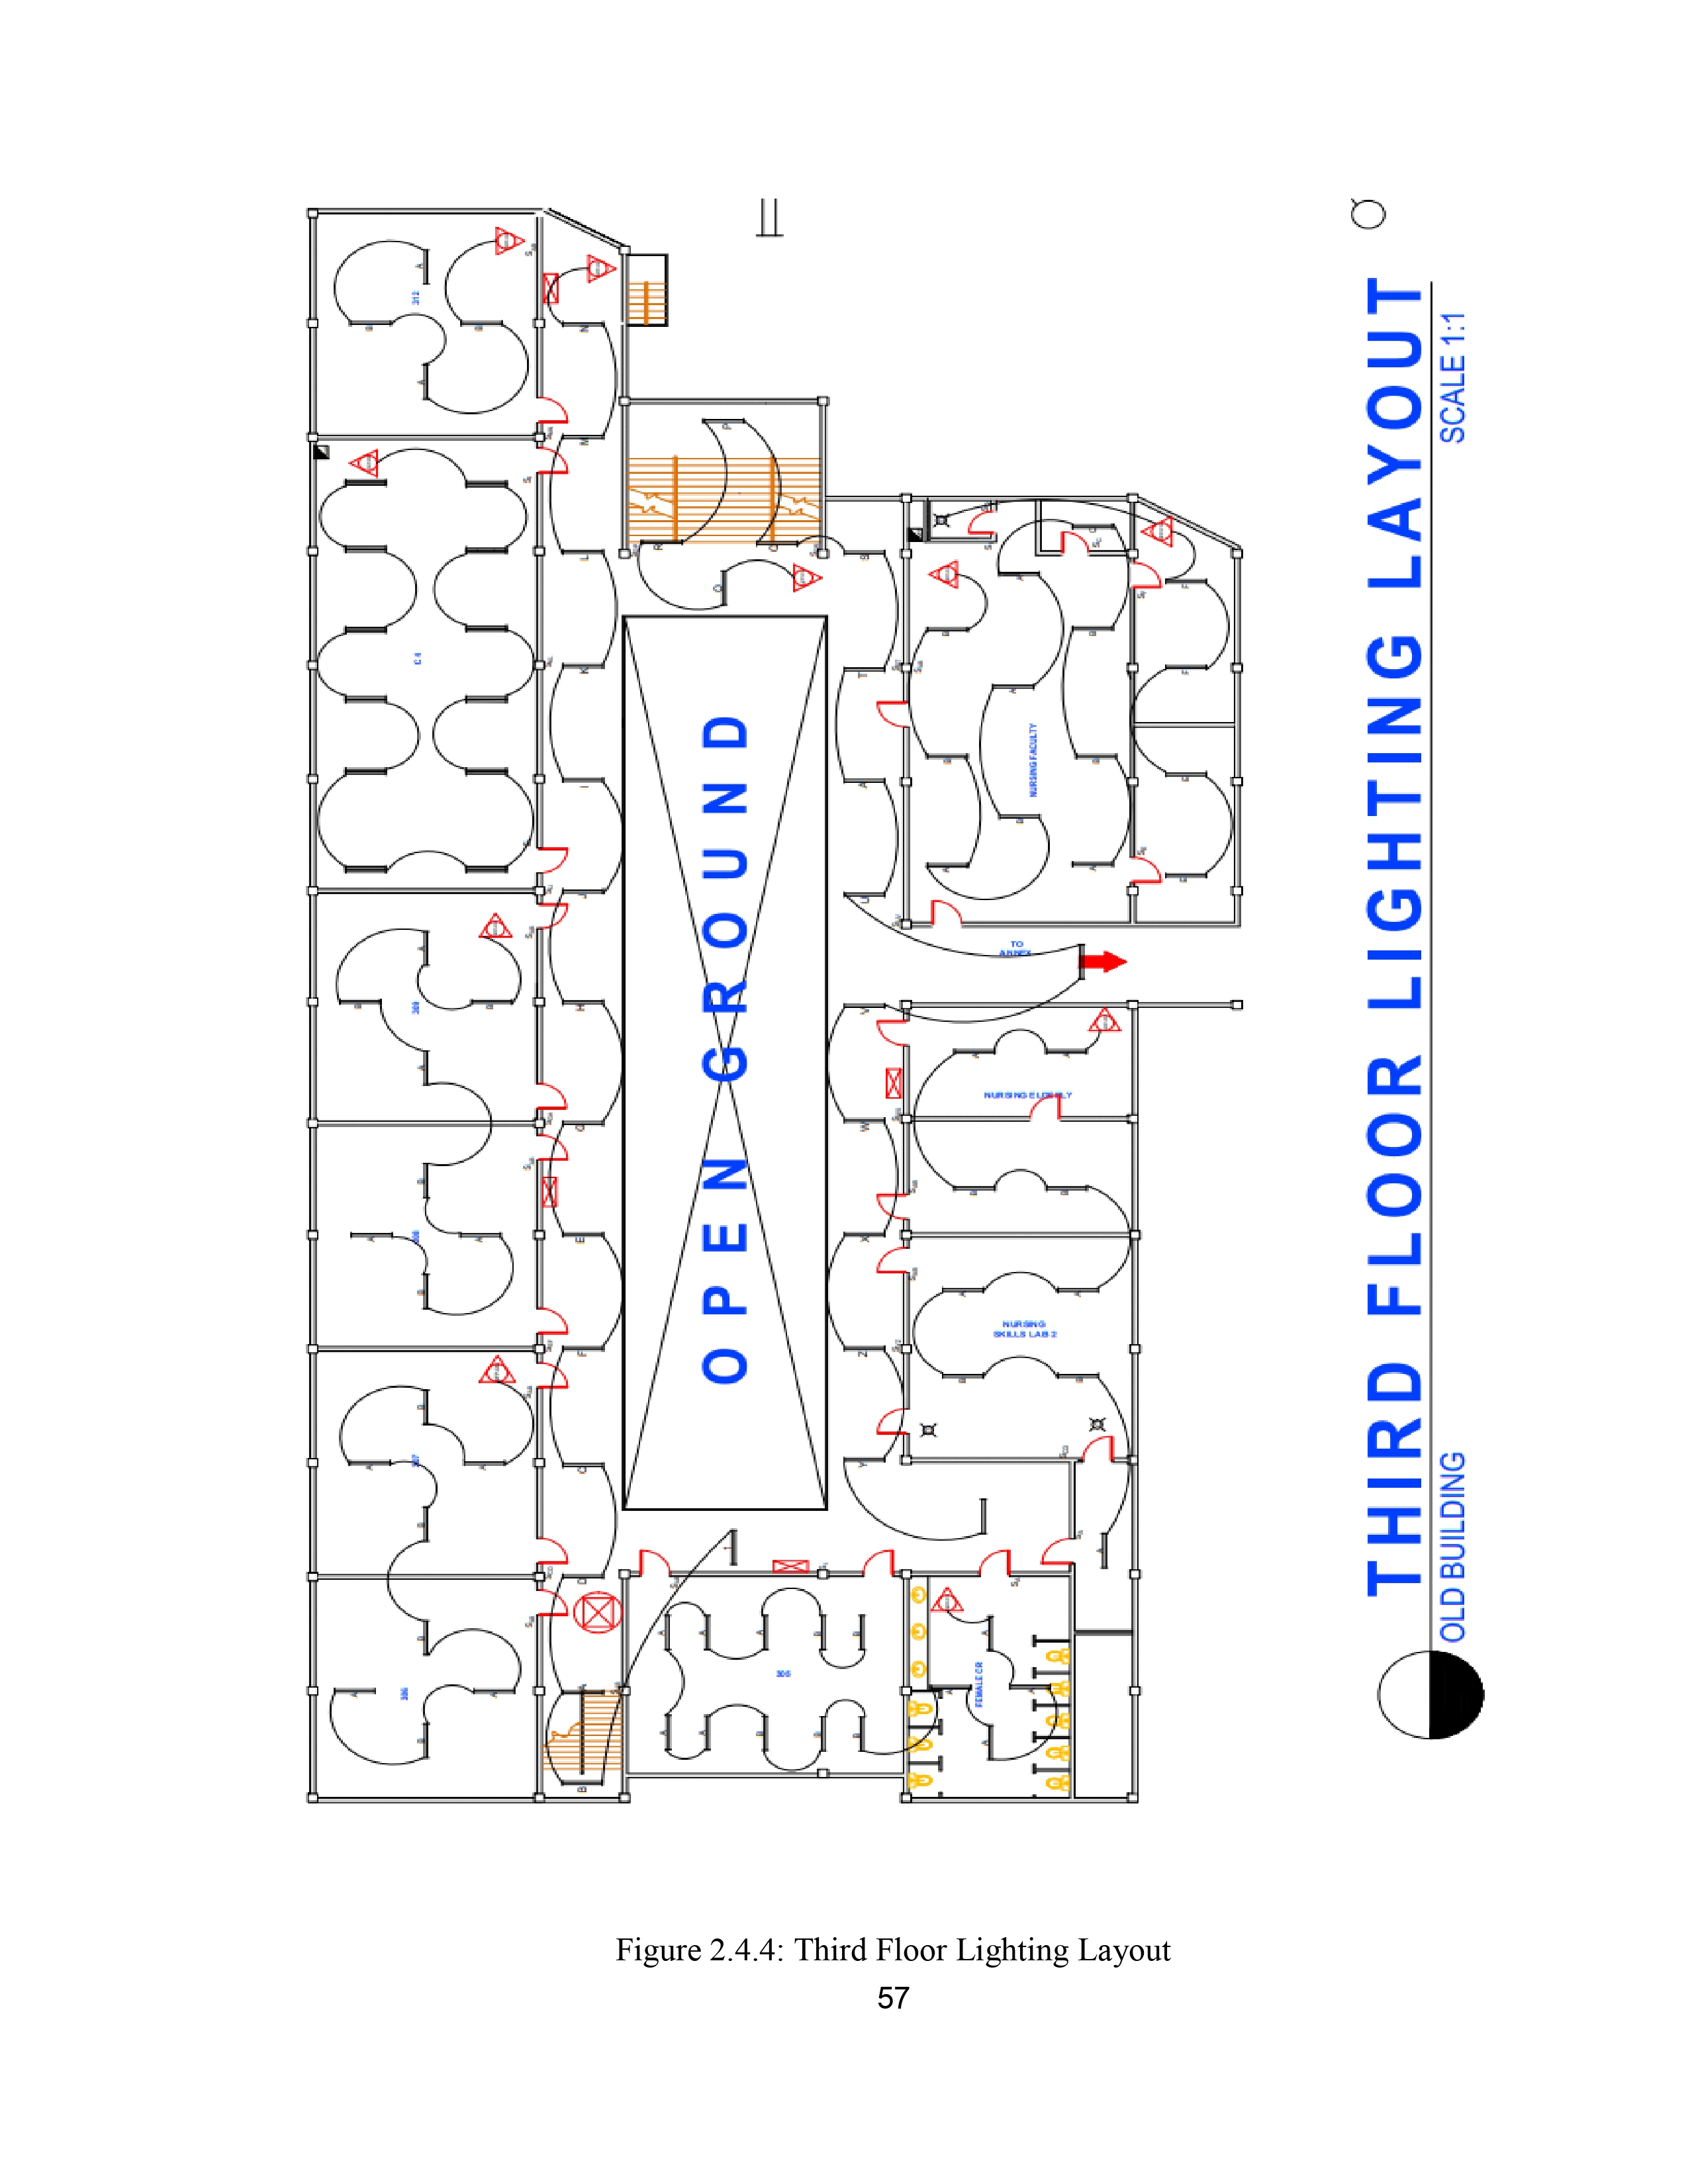 312
A
B
B
A
N
M
P
L
R
Q
S
O
C 4
K
T
I
A
U
J
NURSING FACULTY
A
A
B
B
B
B
A
A
F
F
E
E
309
A
B
B
A
H
TO
ANNEX
V
G
W
NURSING ELDERLY
A
A
B
B
308
B
A
A
B
E
X
F
Z
NURSING
SKILLS LAB 2
A
A
B
B
307
B
A
A
B
C
Y
D
306
B
A
A
B
A
B
305
A
A
A
B
B
A
A
B
B
B
FEMALE CR
A
A
A
A
A
OPEN GROUND
THIRD FLOOR LIGHTING LAYOUT
OLD BUILDING
SCALE 1:1
Figure 2.4.4: Third Floor Lighting Layout
57